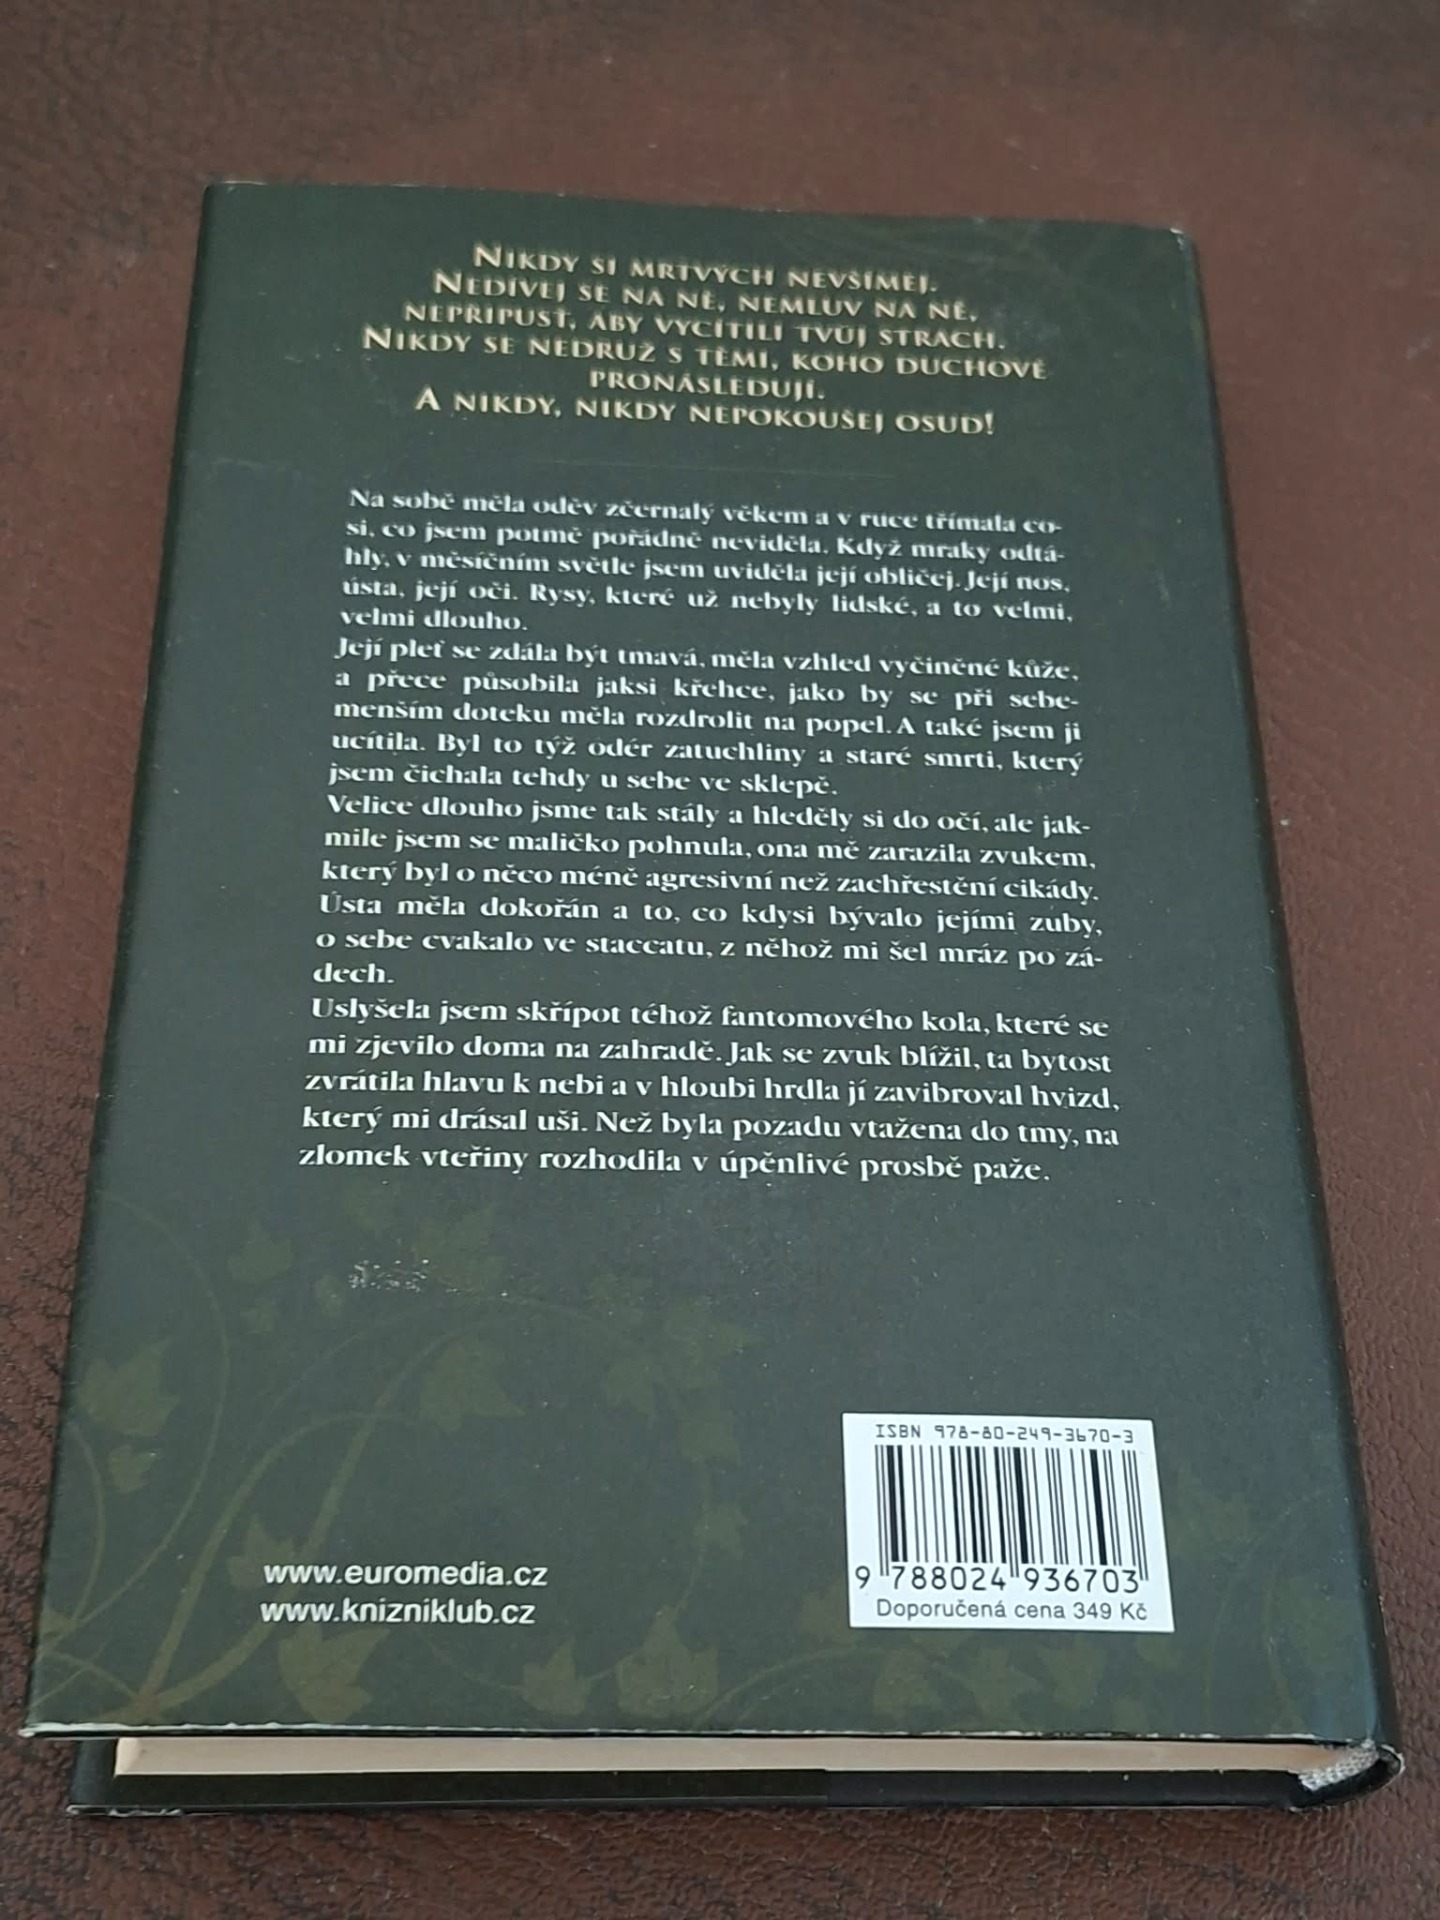 Nikdy si mrtvých nevšímej.
Nedívej se na ně, nemluv na ně,
nepřipusť, aby vycítili tvůj strach.
Nikdy se nedruž s těmi, koho duchové
pronásledují.
A nikdy, nikdy nepokoušej osud!
Na sobě měla oděv zčernalý věkem a v ruce třímala co-
si, co jsem potmě pořádně neviděla. Když mraky odtá-
hly, v měsíčním světle jsem uviděla její obličej. Její nos,
ústa, její oči. Rysy, které už nebyly lidské, a to velmi,
velmi dlouho.
Její pleť se zdála být tmavá, měla vzhled vyčiněné kůže,
a přece působila jaksi křehce, jako by se při sebe-
menším doteku měla rozdrolit na popel. A také jsem ji
ucítila. Byl to týž odér zatuchliny a staré smrti, který
jsem čichala tehdy u sebe ve sklepě.
Velice dlouho jsme tak stály a hleděly si do očí, ale jak-
mile jsem se maličko pohnula, ona mě zarazila zvukem,
který byl o něco méně agresivní než zachřestění cikády.
Ústa měla dokořán a to, co kdysi bývalo jejími zuby,
o sebe cvakalo ve staccatu, z něhož mi šel mráz po zá-
dech.
Uslyšela jsem skřípot téhož fantomového kola, které se
mi zjevilo doma na zahradě. Jak se zvuk blížil, ta bytost
zvrátila hlavu k nebi a v hloubi hrdla jí zavibroval hvizd,
který mi drásal uši. Než byla pozadu vtažena do tmy, na
zlomek vteřiny rozhodila v úpěnlivé prosbě paže.
ISBN 978-80-249-3670-3
9 788024 936703
Doporučená cena 349 Kč
www.euromedia.cz
www.knizniklub.cz